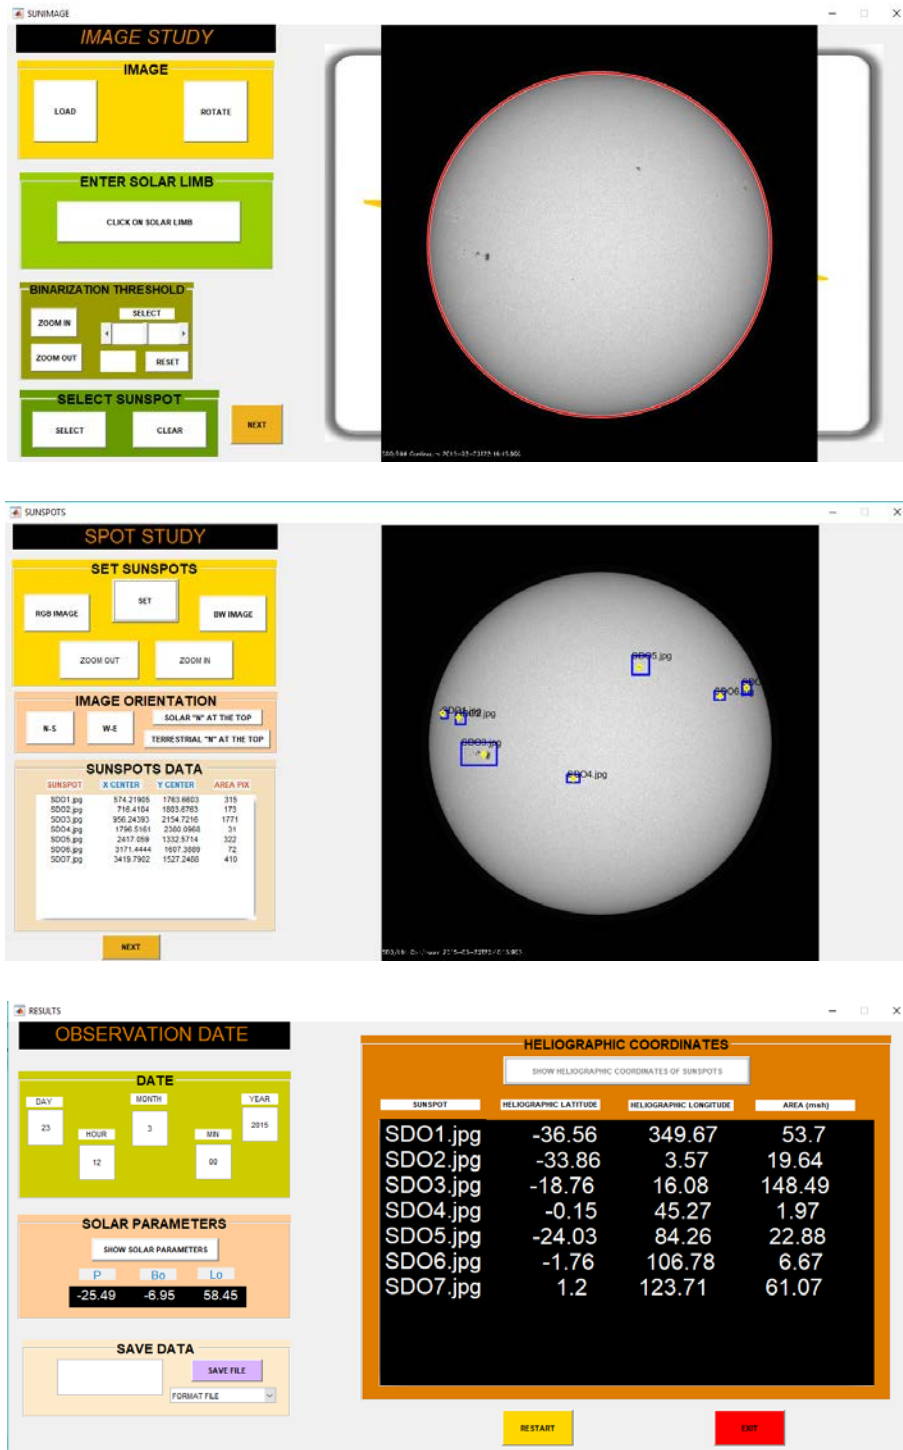 SUNIMAGE
IMAGE STUDY
IMAGE
LOAD
ROTATE
ENTER SOLAR LIMB
CLICK ON SOLAR LIMB
BINARIZATION THRESHOLD
ZOOM IN
SELECT
ZOOM OUT
RESET
SELECT SUNSPOT
SELECT
CLEAR
NEXT
SUNSPOTS
SPOT STUDY
SET SUNSPOTS
RGB IMAGE
SET
BW IMAGE
ZOOM OUT
ZOOM IN
IMAGE ORIENTATION
N-S
W-E
SOLAR "N" AT THE TOP
TERRESTRIAL "N" AT THE TOP
SUNSPOTS DATA
SUNSPOT X CENTER Y CENTER AREA PIX
SDO1.jpg 574.21905 1763.6603 315
SDO2.jpg 716.4104 1803.6763 173
SDO3.jpg 956.24393 2154.7216 1771
SDO4.jpg 1796.5161 2380.0968 31
SDO5.jpg 2417.059 1332.5714 322
SDO6.jpg 3171.4444 1607.3889 72
SDO7.jpg 3419.7902 1527.2488 410
NEXT
SDO5.jpg
SDO3.jpg
SDO4.jpg
RESULTS
OBSERVATION DATE
DATE
DAY
MONTH
YEAR
23
HOUR
3
MIN
2015
12
00
SOLAR PARAMETERS
SHOW SOLAR PARAMETERS
P Bo Lo
-25.49 -6.95 58.45
SAVE DATA
SAVE FILE
FORMAT FILE
HELIOGRAPHIC COORDINATES
SHOW HELIOGRAPHIC COORDINATES OF SUNSPOTS
SUNSPOT HELIOGRAPHIC LATITUDE HELIOGRAPHIC LONGITUDE AREA (msh)
SDO1.jpg -36.56 349.67 53.7
SDO2.jpg -33.86 3.57 19.64
SDO3.jpg -18.76 16.08 148.49
SDO4.jpg -0.15 45.27 1.97
SDO5.jpg -24.03 84.26 22.88
SDO6.jpg -1.76 106.78 6.67
SDO7.jpg 1.2 123.71 61.07
RESTART
EXIT